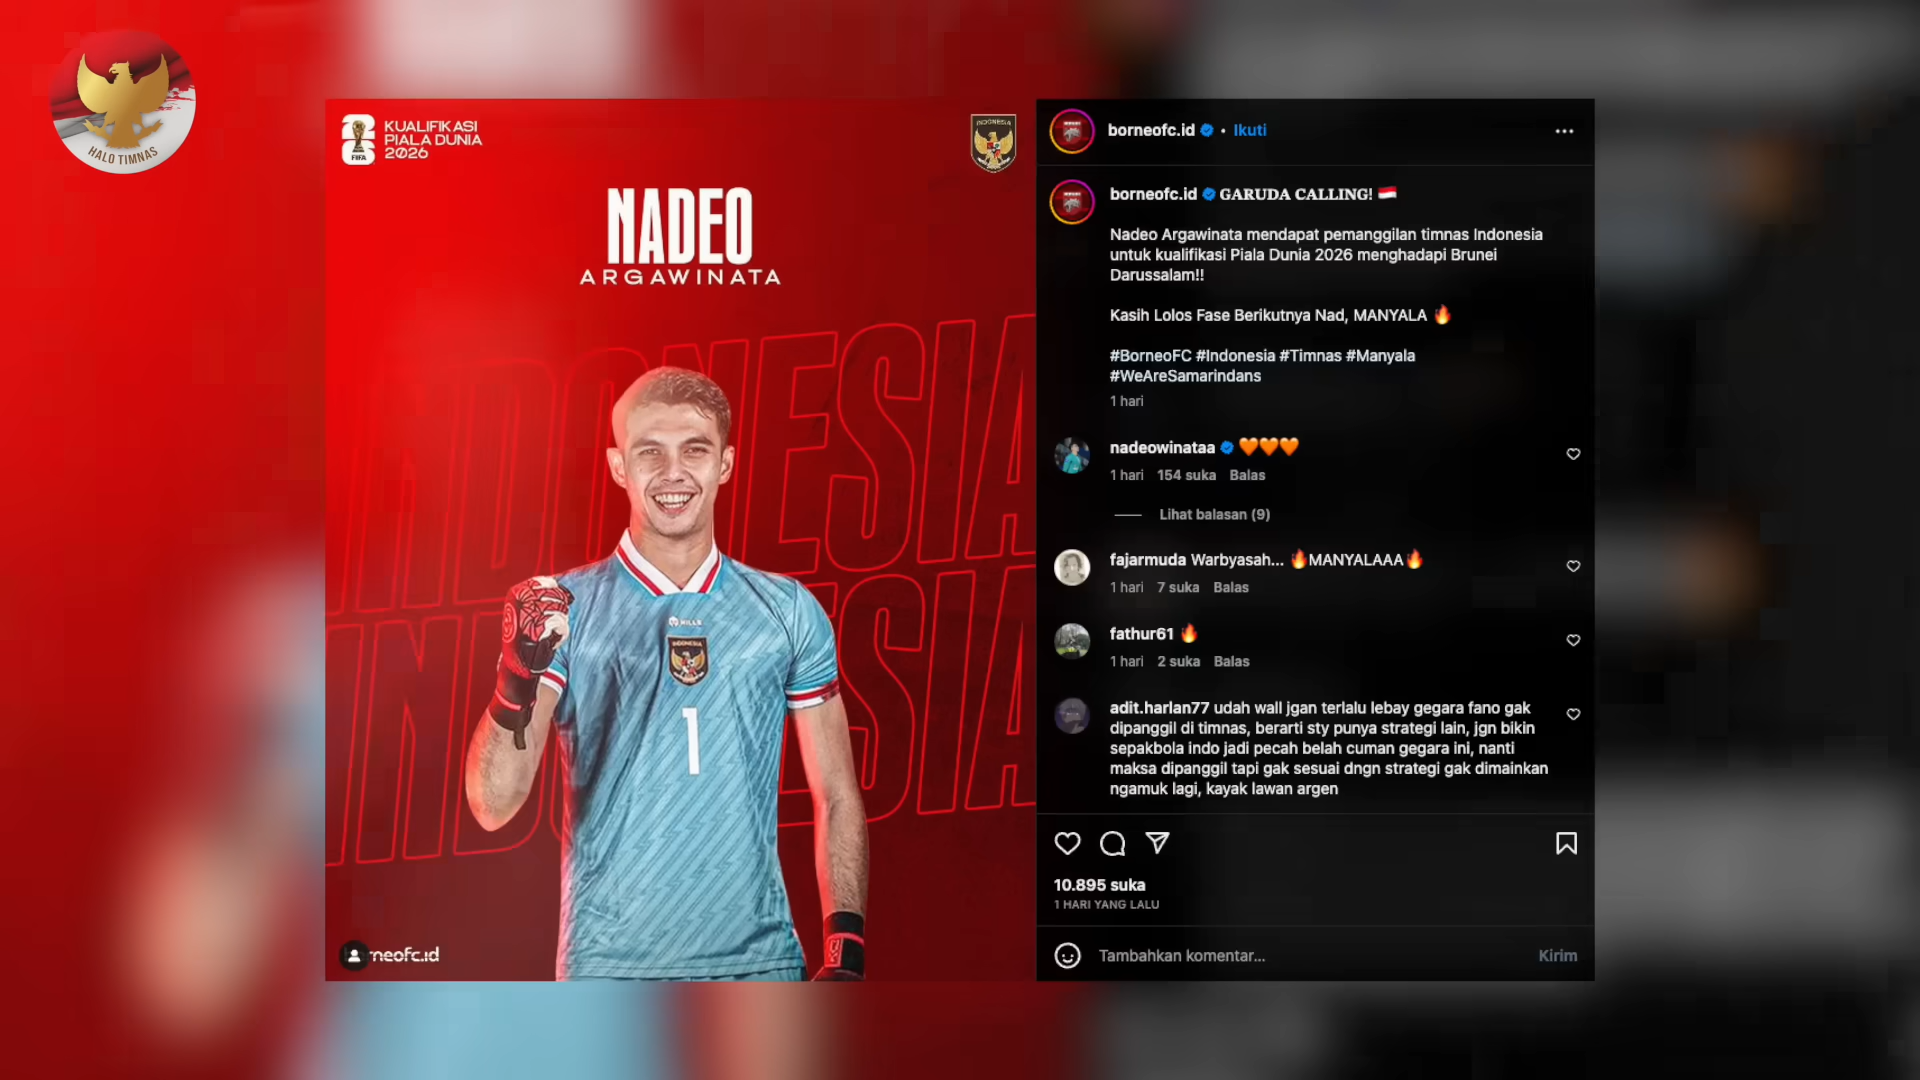 HALO TIMNAS
FIFA
KUALIFIKASI
PIALA DUNIA
2026
INDONESIA
NADEO
ARGAWINATA
INDONESIA
INDONESIA
MILLS
INDONESIA
1
neofc.id
borneofc.id • Ikuti
borneofc.id GARUDA CALLING! 🇮🇩
Nadeo Argawinata mendapat pemanggilan timnas Indonesia
untuk kualifikasi Piala Dunia 2026 menghadapi Brunei
Darussalam!!
Kasih Lolos Fase Berikutnya Nad, MANYALA 🔥
#BorneoFC #Indonesia #Timnas #Manyala
#WeAreSamarindans
1 hari
nadeowinataa 🧡🧡🧡
1 hari 154 suka Balas
Lihat balasan (9)
fajarmuda Warbyasah... 🔥MANYALAAA🔥
1 hari 7 suka Balas
fathur61 🔥
1 hari 2 suka Balas
adit.harlan77 udah wall jgan terlalu lebay gegara fano gak
dipanggil di timnas, berarti sty punya strategi lain, jgn bikin
sepakbola indo jadi pecah belah cuman gegara ini, nanti
maksa dipanggil tapi gak sesuai dngn strategi gak dimainkan
ngamuk lagi, kayak lawan argen
10.895 suka
1 HARI YANG LALU
Tambahkan komentar...
Kirim